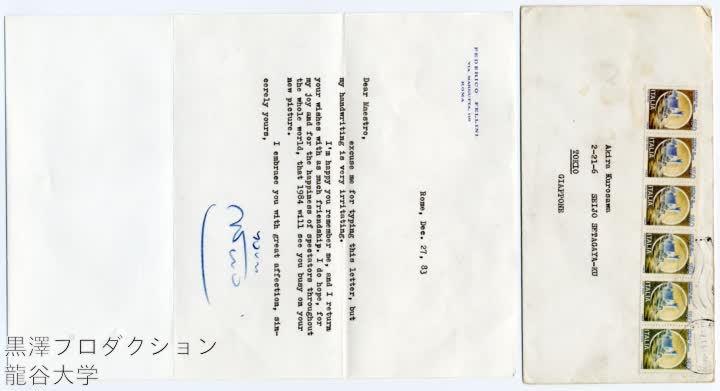 FEDERICO FELLINI
VIA MARGUTTA, 110
ROMA
Rome, Dec. 27, 83
Dear Maestro,
excuse me for typing this letter, but
my handwriting is very irritating.
I'm happy you remember me, and I return
your wishes with as much friendship. I do hope, for
my joy and for the happiness of spectators throughout
the whole world, that 1984 will see you busy on your
new picture.
I embrace you with great affection, sin-
cerely yours,
Akira Kurosawa
2-21-6 SEIJO SETAGAYA-KU
TOKIO
GIAPPONE
ITALIA
ITALIA
ITALIA
ITALIA
ITALIA
ITALIA
黒澤プロダクション
龍谷大学